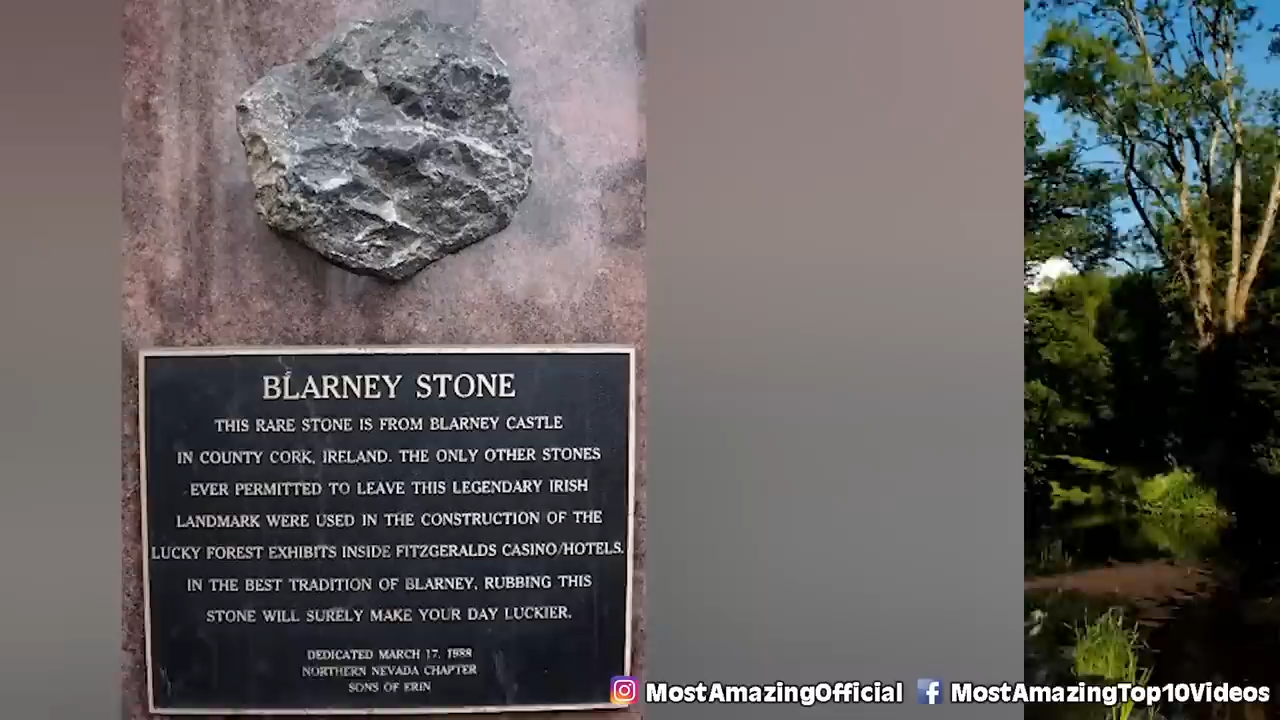 BLARNEY STONE
THIS RARE STONE IS FROM BLARNEY CASTLE
IN COUNTY CORK, IRELAND. THE ONLY OTHER STONES
EVER PERMITTED TO LEAVE THIS LEGENDARY IRISH
LANDMARK WERE USED IN THE CONSTRUCTION OF THE
LUCKY FOREST EXHIBITS INSIDE FITZGERALDS CASINO/HOTELS.
IN THE BEST TRADITION OF BLARNEY, RUBBING THIS
STONE WILL SURELY MAKE YOUR DAY LUCKIER.
DEDICATED MARCH 17, 1988
NORTHERN NEVADA CHAPTER
SONS OF ERIN
MostAmazingOfficial MostAmazingTop10Videos